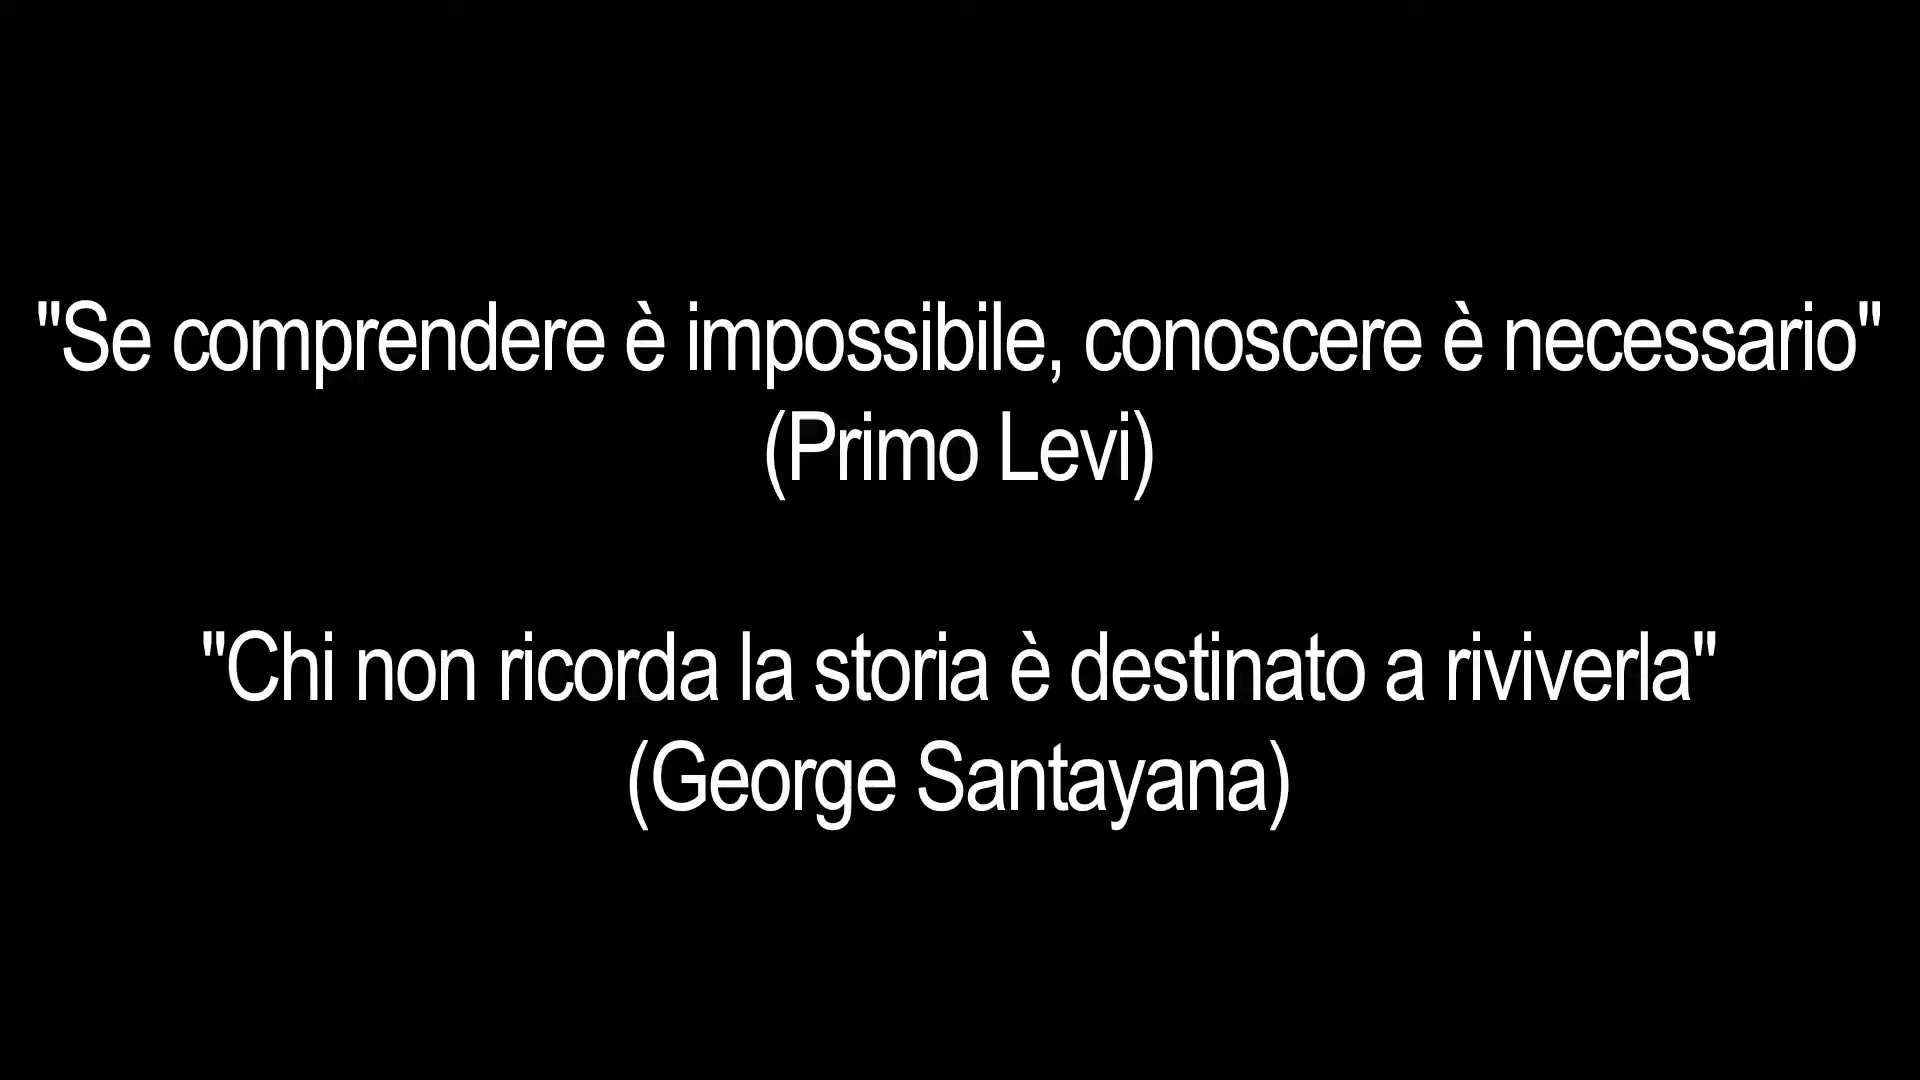 "Se comprendere è impossibile, conoscere è necessario"
(Primo Levi)
"Chi non ricorda la storia è destinato a riviverla"
(George Santayana)